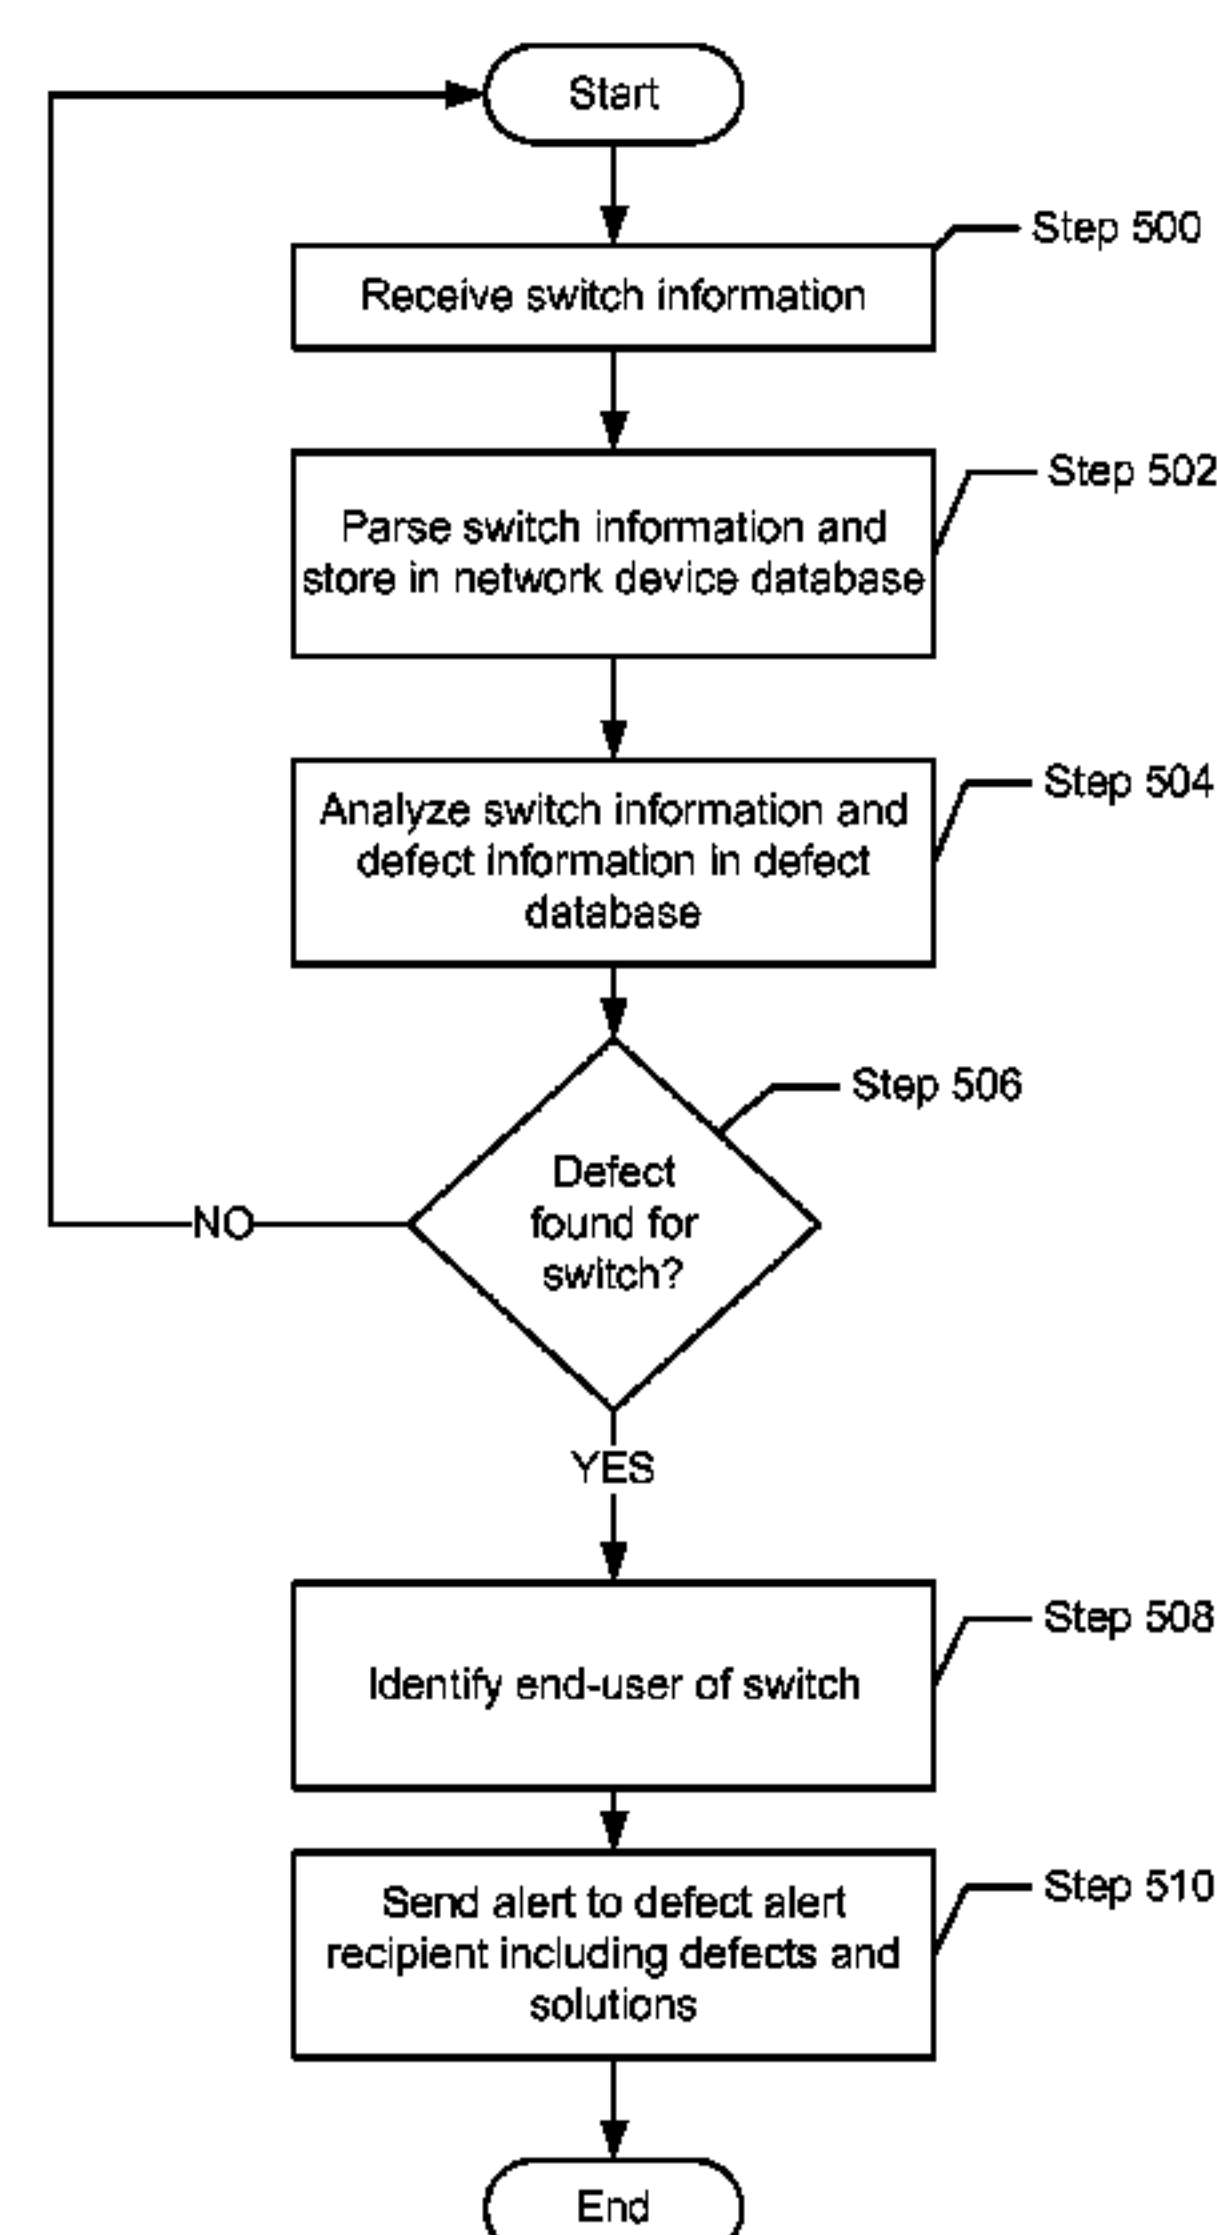 Start
Step 500
Receive switch information
Step 502
Parse switch information and
store in network device database
Step 504
Analyze switch information and
defect information in defect
database
Step 506
Defect
found for
switch?
NO
YES
Step 508
Identify end-user of switch
Step 510
Send alert to defect alert
recipient including defects and
solutions
End